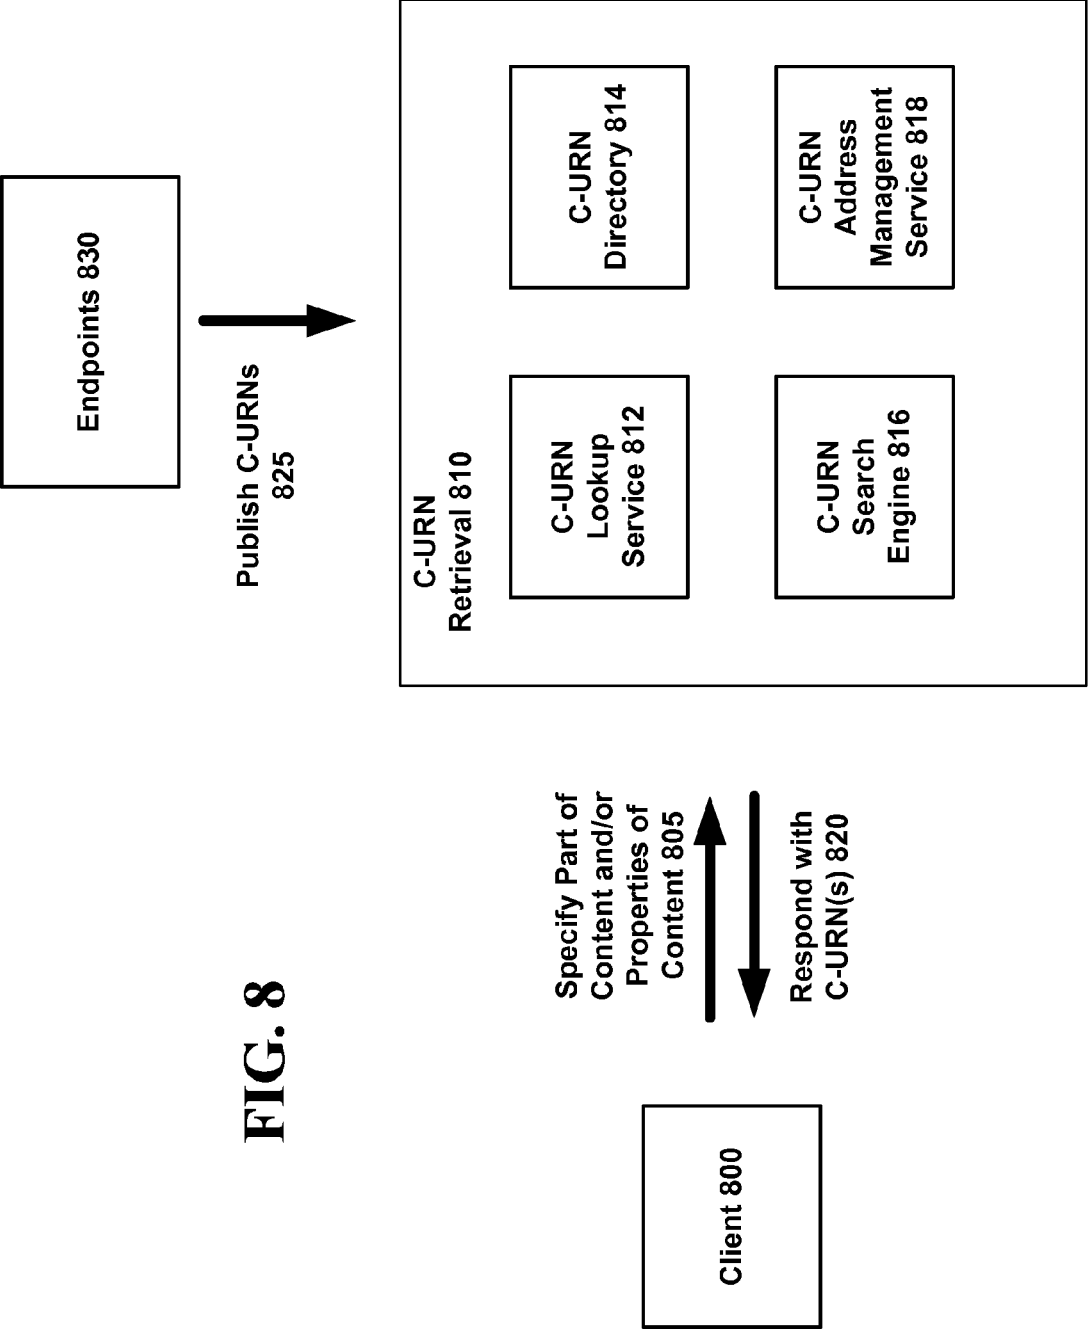 FIG. 8
Endpoints 830
Publish C-URNs
825
C-URN
Retrieval 810
C-URN
Lookup
Service 812
C-URN
Directory 814
C-URN
Search
Engine 816
C-URN
Address
Management
Service 818
Specify Part of
Content and/or
Properties of
Content 805
Respond with
C-URN(s) 820
Client 800